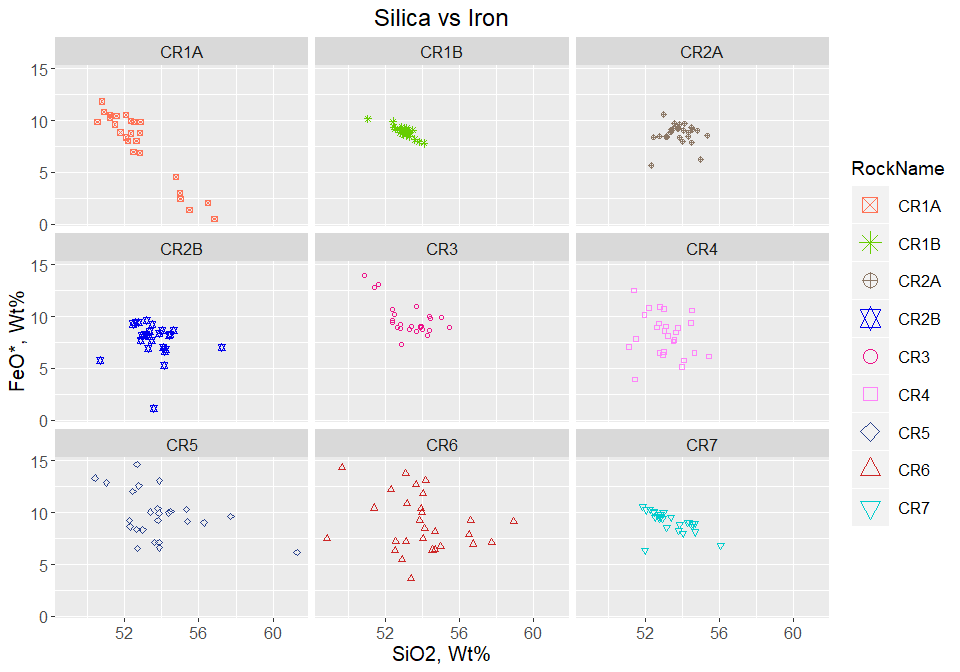 Silica vs Iron
CR1A CR1B CR2A
15
10
5
0
CR2B CR3 CR4
15
10
5
0
CR5 CR6 CR7
15
10
5
0
52 56 60 52 56 60 52 56 60
SiO2, Wt%
FeO*, Wt%
RockName
CR1A
CR1B
CR2A
CR2B
CR3
CR4
CR5
CR6
CR7